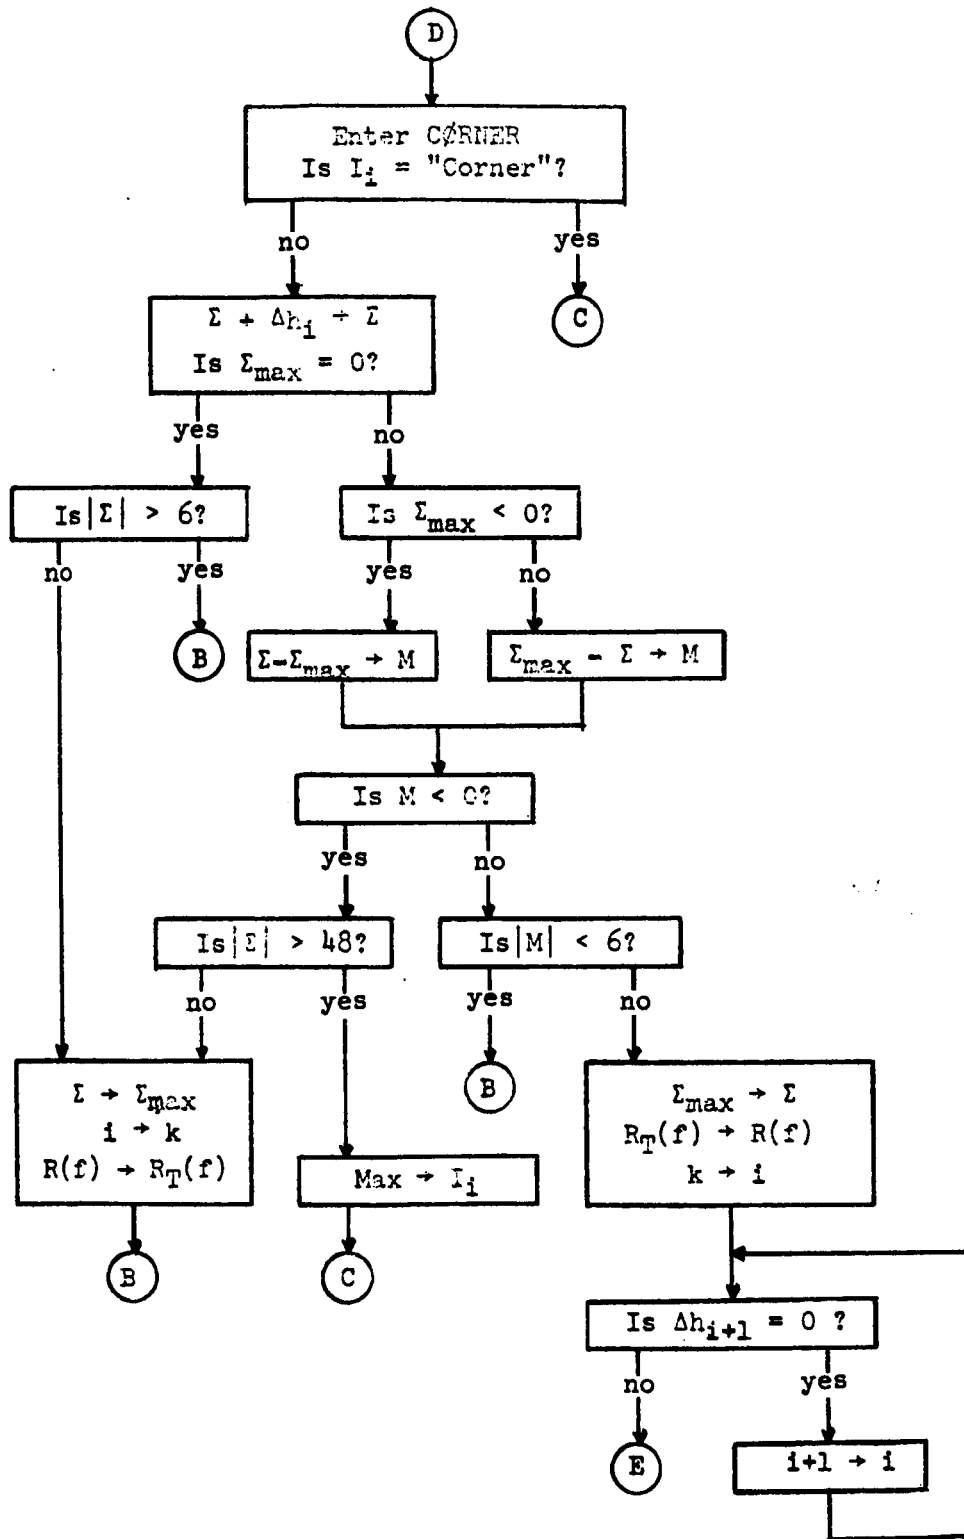 D
Enter CØRNER
Is I_i = "Corner"?
no
yes
Σ + Δh_i → Σ
Is Σ_max = 0?
C
yes
no
Is |Σ| > 6?
Is Σ_max < 0?
no
yes
yes
no
B
Σ-Σ_max → M
Σ_max - Σ → M
Is M < 0?
yes
no
Is |Σ| > 48?
Is |M| < 6?
no
yes
yes
no
B
Σ → Σ_max
i → k
R(f) → R_T(f)
Σ_max → Σ
R_T(f) → R(f)
k → i
Max → I_i
B
C
Is Δh_i+1 = 0 ?
no
yes
E
i+1 → i